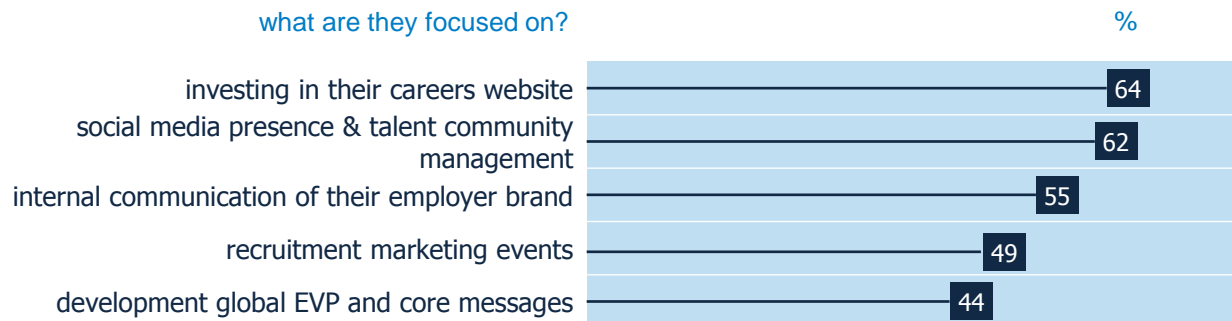 what are they focused on? %
investing in their careers website 64
social media presence & talent community
management 62
internal communication of their employer brand 55
recruitment marketing events 49
development global EVP and core messages 44